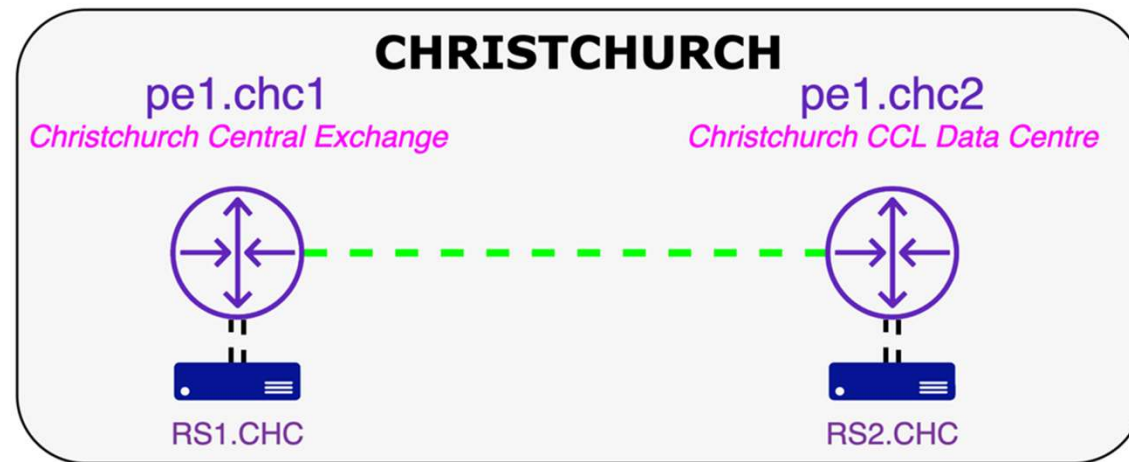 CHRISTCHURCH
pe1.chc1
Christchurch Central Exchange
pe1.chc2
Christchurch CCL Data Centre
RS1.CHC
RS2.CHC